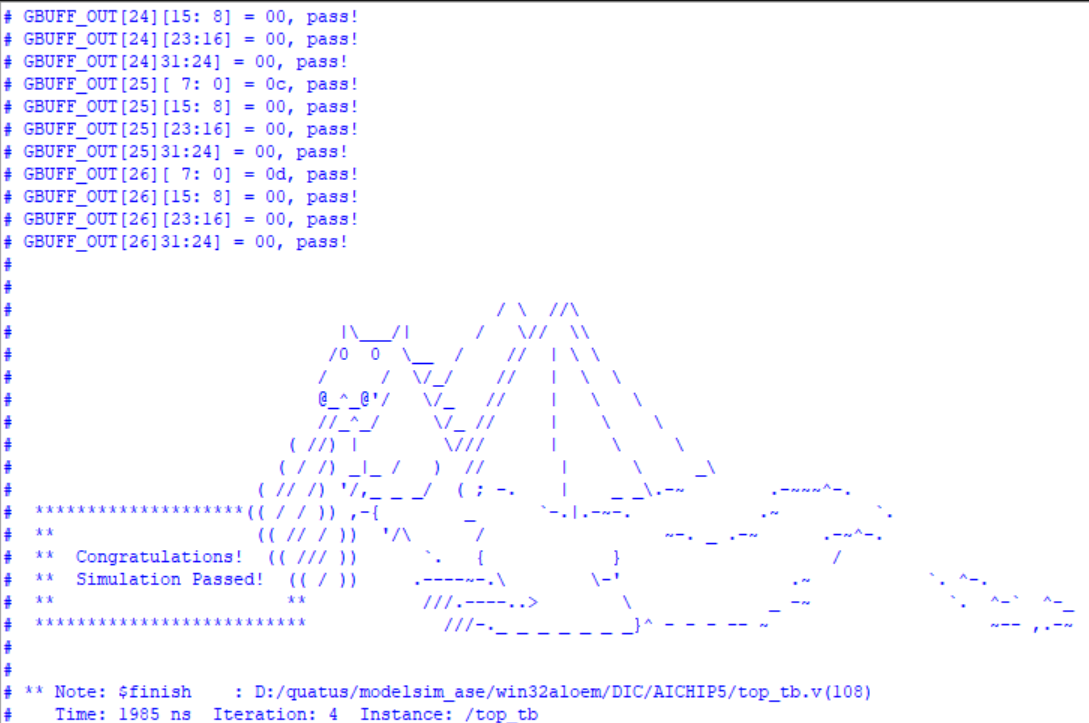 # GBUFF_OUT[24][15: 8] = 00, pass!
# GBUFF_OUT[24][23:16] = 00, pass!
# GBUFF_OUT[24]31:24] = 00, pass!
# GBUFF_OUT[25][ 7: 0] = 0c, pass!
# GBUFF_OUT[25][15: 8] = 00, pass!
# GBUFF_OUT[25][23:16] = 00, pass!
# GBUFF_OUT[25]31:24] = 00, pass!
# GBUFF_OUT[26][ 7: 0] = 0d, pass!
# GBUFF_OUT[26][15: 8] = 00, pass!
# GBUFF_OUT[26][23:16] = 00, pass!
# GBUFF_OUT[26]31:24] = 00, pass!
** Congratulations!
** Simulation Passed!
# ** Note: $finish    : D:/quatus/modelsim_ase/win32aloem/DIC/AICHIP5/top_tb.v(108)
#    Time: 1985 ns  Iteration: 4  Instance: /top_tb